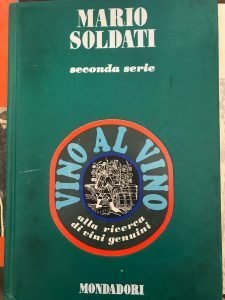 MARIO
SOLDATI
seconda serie
VINO AL VINO
alla ricerca
di vini genuini
MONDADORI